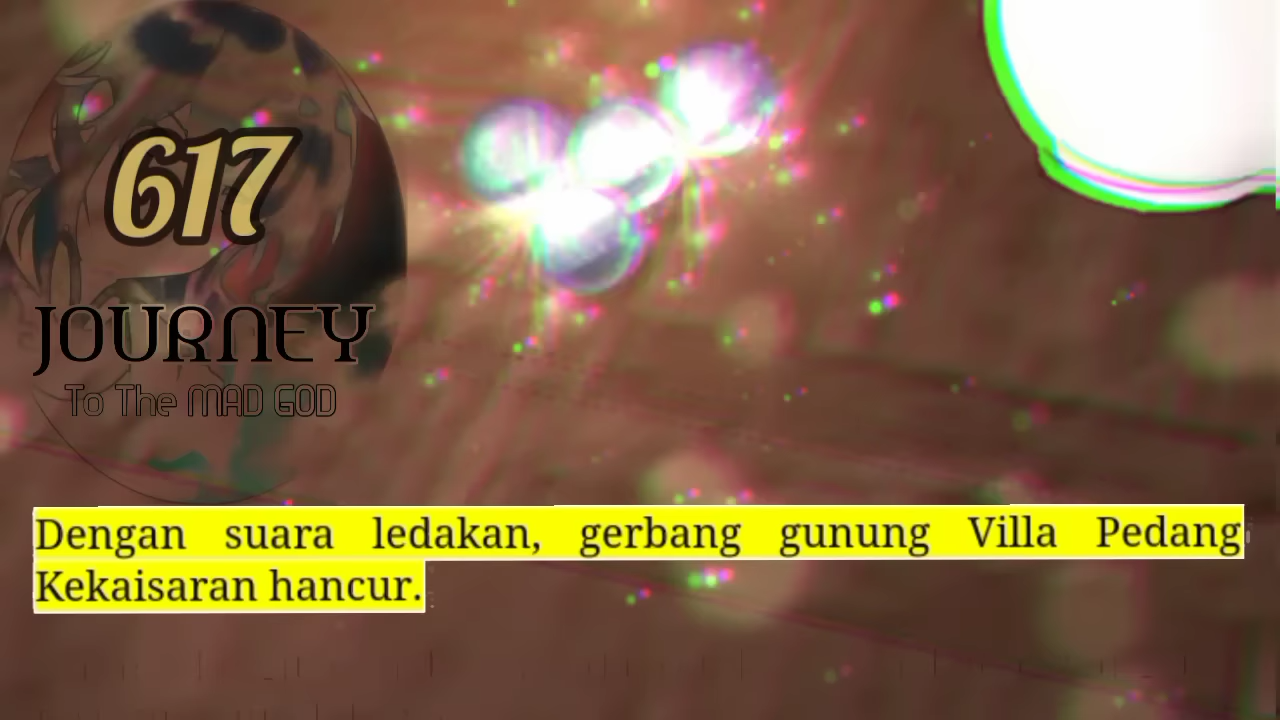 617
JOURNEY
To The MAD GOD
Dengan suara ledakan, gerbang gunung Villa Pedang
Kekaisaran hancur.